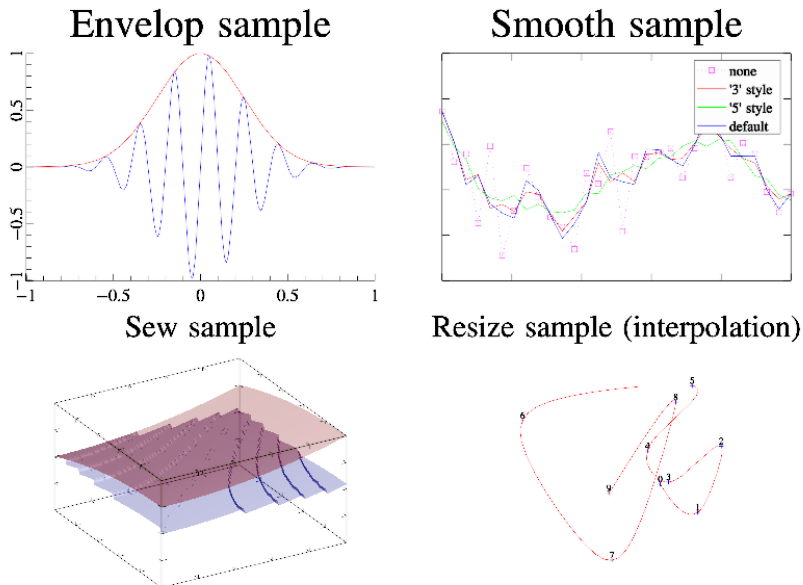 Envelop sample
1
0.5
0
−0.5
−1
−1
−0.5
0
0.5
1
Smooth sample
none
'3' style
'5' style
default
Sew sample
Resize sample (interpolation)
5
8
6
4
2
0
3
9
1
7